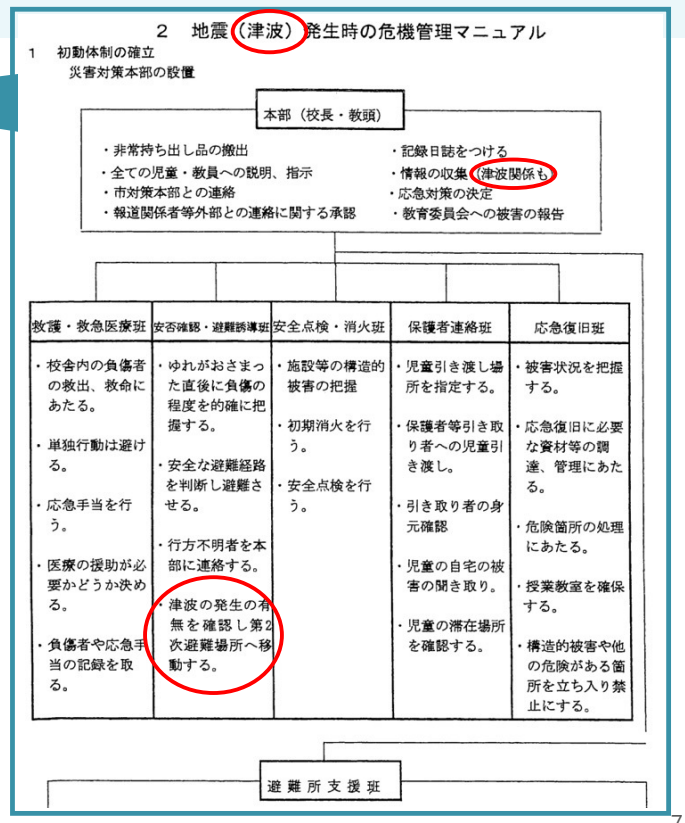 2 地震(津波)発生時の危機管理マニュアル
1 初動体制の確立
災害対策本部の設置
本部(校長・教頭)
・非常持ち出し品の搬出
・全ての児童・教員への説明、指示
・市対策本部との連絡
・報道関係者等外部との連絡に関する承認
・記録日誌をつける
・情報の収集(津波関係も)
・応急対策の決定
・教育委員会への被害の報告
救護・救急医療班
・校舎内の負傷者
の救出、救命に
あたる。
・単独行動は避け
る。
・応急手当を行
う。
・医療の援助が必
要かどうか決め
る。
・負傷者や応急手
当の記録を取
る。
安否確認・避難誘導班
・ゆれがおさまっ
た直後に負傷の
程度を的確に把
握する。
・安全な避難経路
を判断し避難さ
せる。
・行方不明者を本
部に連絡する。
・津波の発生の有
無を確認し第2
次避難場所へ移
動する。
安全点検・消火班
・施設等の構造的
被害の把握
・初期消火を行
う。
・安全点検を行
う。
保護者連絡班
・児童引き渡し場
所を指定する。
・保護者等引き取
り者への児童引
き渡し。
・引き取り者の身
元確認
・児童の自宅の被
害の聞き取り。
・児童の滞在場所
を確認する。
応急復旧班
・被害状況を把握
する。
・応急復旧に必要
な資材等の調
達、管理にあた
る。
・危険箇所の処理
にあたる。
・授業教室を確保
する。
・構造的被害や他
の危険がある箇
所を立ち入り禁
止にする。
避難所支援班
7